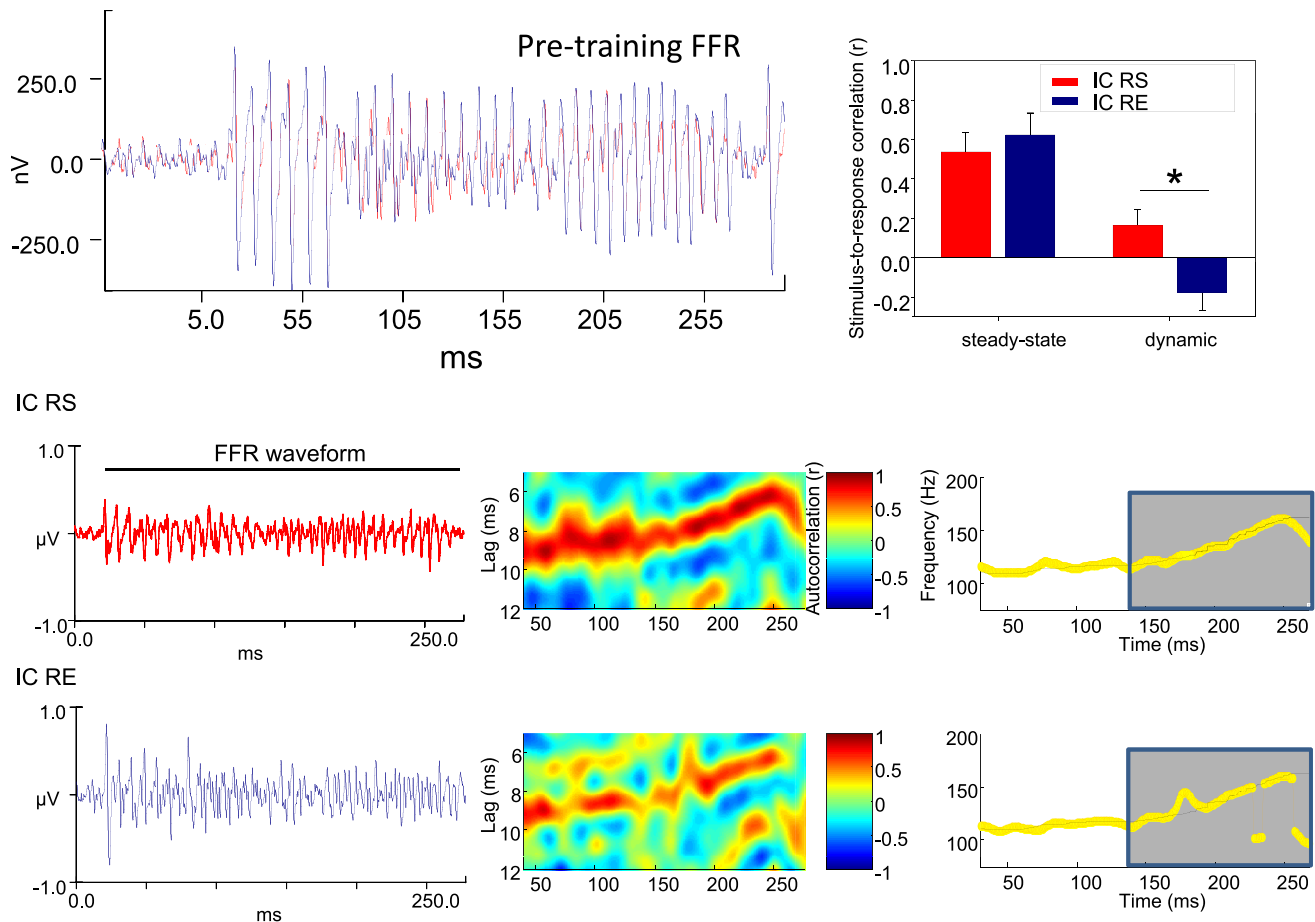 Pre-training FFR
250.0
0.0
-250.0
nV
5.0 55 105 155 205 255
ms
Stimulus-to-response correlation (r)
1.0
0.8
0.6
0.4
0.2
0.0
-0.2
IC RS
IC RE
*
steady-state dynamic
IC RS
1.0
µV
-1.0
FFR waveform
0.0 250.0
ms
Lag (ms)
6
8
10
12
50 100 150 200 250
Autocorrelation (r)
1
0.5
0
-0.5
-1
Frequency (Hz)
200
150
100
50 100 150 200 250
Time (ms)
IC RE
1.0
µV
-1.0
0.0 250.0
ms
Lag (ms)
6
8
10
12
50 100 150 200 250
1
0.5
0
-0.5
-1
Frequency (Hz)
200
150
100
50 100 150 200 250
Time (ms)